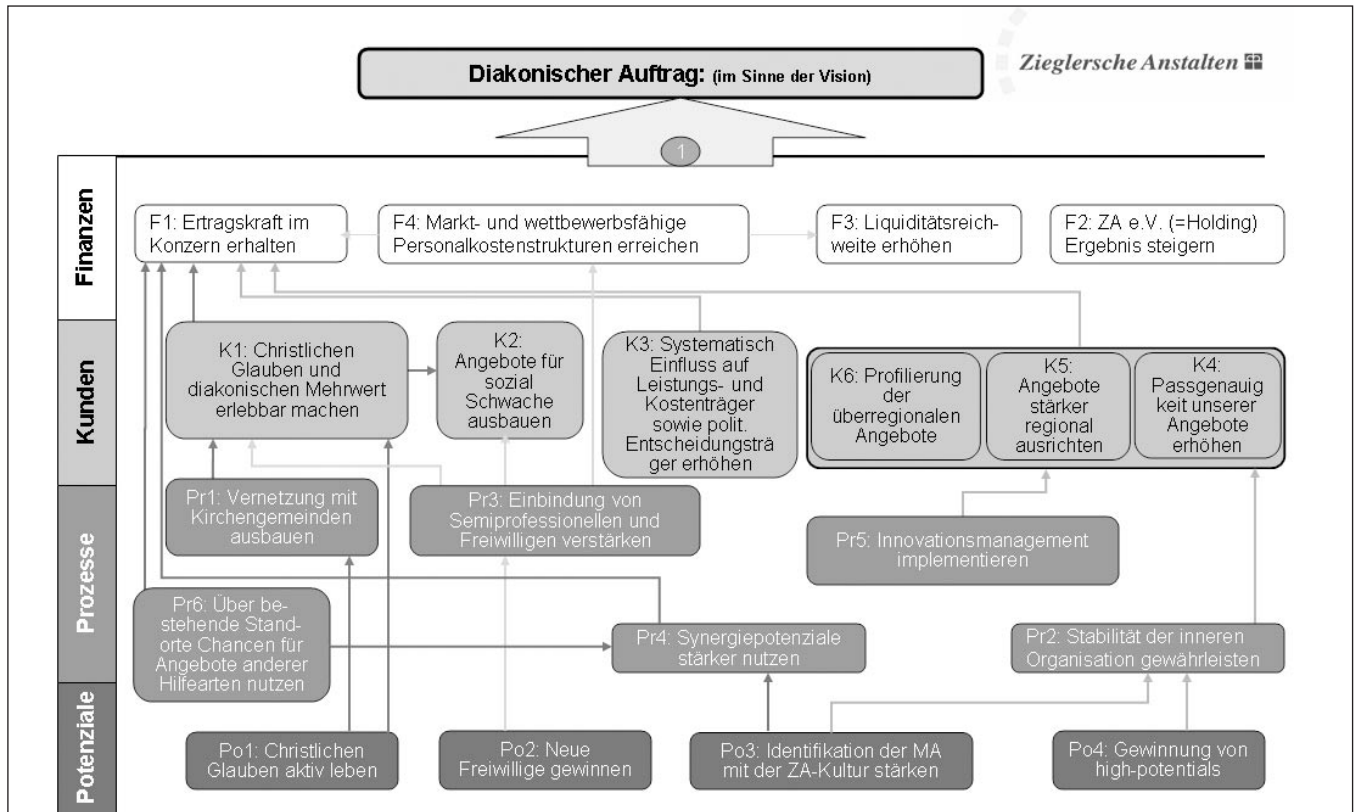 Diakonischer Auftrag: (im Sinne der Vision)
Zieglersche Anstalten
1
Finanzen
F1: Ertragskraft im
Konzern erhalten
F4: Markt- und wettbewerbsfähige
Personalkostenstrukturen erreichen
F3: Liquiditätsreich-
weite erhöhen
F2: ZA e.V. (=Holding)
Ergebnis steigern
Kunden
K1: Christlichen
Glauben und
diakonischen Mehrwert
erlebbar machen
K2:
Angebote für
sozial
Schwache
ausbauen
K3: Systematisch
Einfluss auf
Leistungs- und
Kostenträger
sowie polit.
Entscheidungsträ
ger erhöhen
K6: Profilierung
der
überregionalen
Angebote
K5:
Angebote
stärker
regional
ausrichten
K4:
Passgenauig
keit unserer
Angebote
erhöhen
Prozesse
Pr1: Vernetzung mit
Kirchengemeinden
ausbauen
Pr3: Einbindung von
Semiprofessionellen und
Freiwilligen verstärken
Pr5: Innovationsmanagement
implementieren
Pr6: Über be-
stehende Stand-
orte Chancen für
Angebote anderer
Hilfearten nutzen
Pr4: Synergiepotenziale
stärker nutzen
Pr2: Stabilität der inneren
Organisation gewährleisten
Potenziale
Po1: Christlichen
Glauben aktiv leben
Po2: Neue
Freiwillige gewinnen
Po3: Identifikation der MA
mit der ZA-Kultur stärken
Po4: Gewinnung von
high-potentials